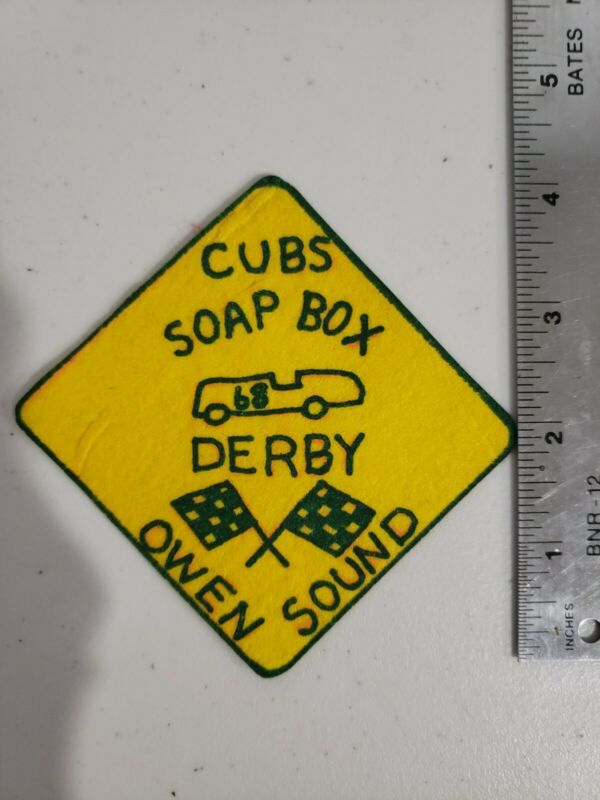 CUBS
SOAP BOX
68
DERBY
OWEN SOUND
5
4
3
2
1
INCHES
BATES
BNR-12